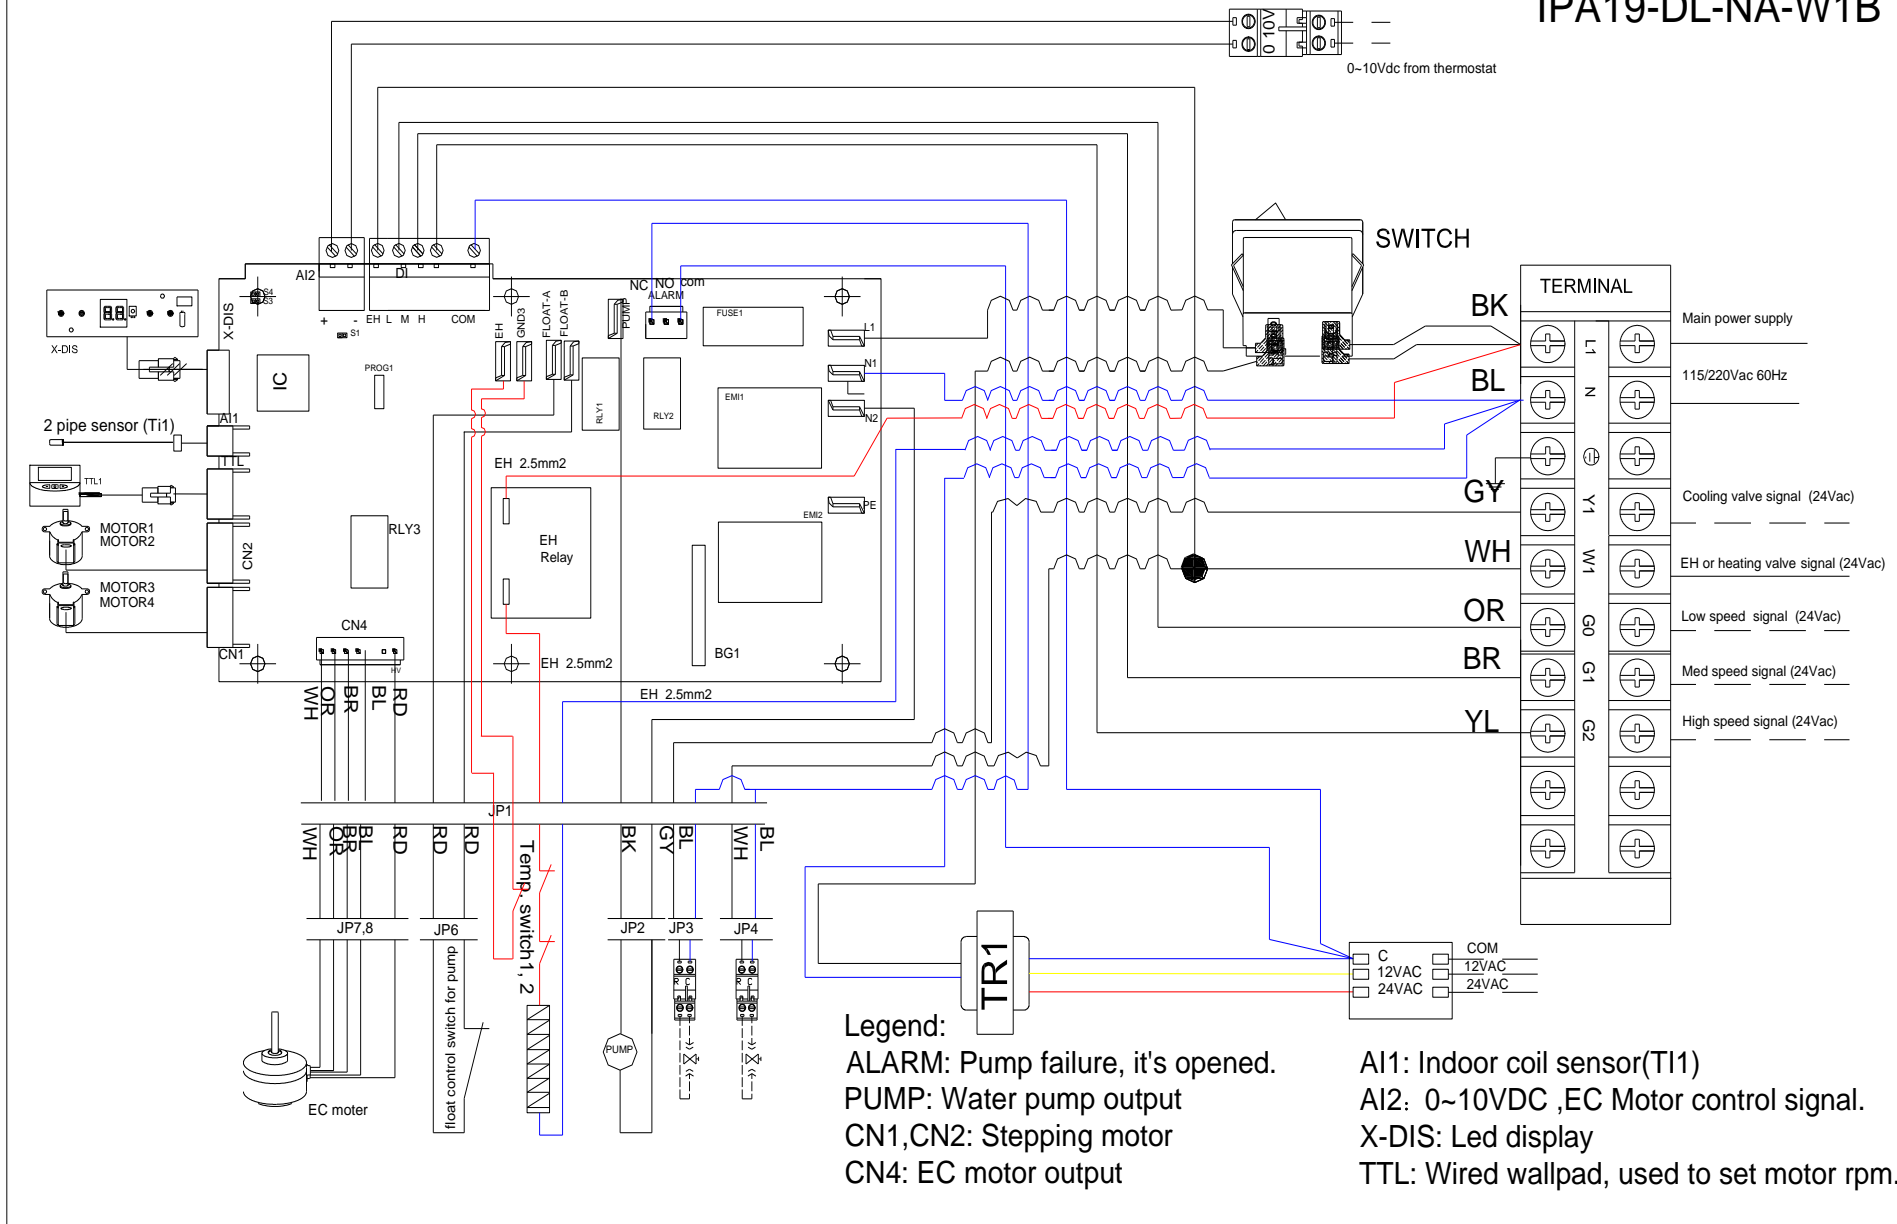 IPA19-DL-NA-W1B
0 10V
0~10Vdc from thermostat
SWITCH
TERMINAL
BK
L1
Main power supply
BL
N
115/220Vac 60Hz
GY
Y1
Cooling valve signal (24Vac)
WH
W1
EH or heating valve signal (24Vac)
OR
G0
Low speed signal (24Vac)
BR
G1
Med speed signal (24Vac)
YL
G2
High speed signal (24Vac)
AI2
DI
+ - EH L M H COM
S4
S3
S1
X-DIS
X-DIS
IC
PROG1
EH
GND3
FLOAT-A
FLOAT-B
PUMP
NC NO com
ALARM
FUSE1
L1
N1
N2
RLY1
RLY2
EMI1
2 pipe sensor (Ti1)
AI1
TTL
TTL1
EH 2.5mm2
PE
EMI2
MOTOR1
MOTOR2
CN2
RLY3
EH
Relay
MOTOR3
MOTOR4
CN4
CN1
HV
EH 2.5mm2
BG1
EH 2.5mm2
WH
OR
BR
BL
RD
JP1
WH
OR
BR
BL
RD
RD
RD
Temp. switch1, 2
BK
GY
BL
WH
BL
JP7,8
JP6
JP2
JP3
JP4
float control switch for pump
R C
R C
PUMP
EC moter
TR1
C
12VAC
24VAC
COM
12VAC
24VAC
Legend:
ALARM: Pump failure, it's opened.
PUMP: Water pump output
CN1,CN2: Stepping motor
CN4: EC motor output
AI1: Indoor coil sensor(TI1)
AI2: 0~10VDC ,EC Motor control signal.
X-DIS: Led display
TTL: Wired wallpad, used to set motor rpm.